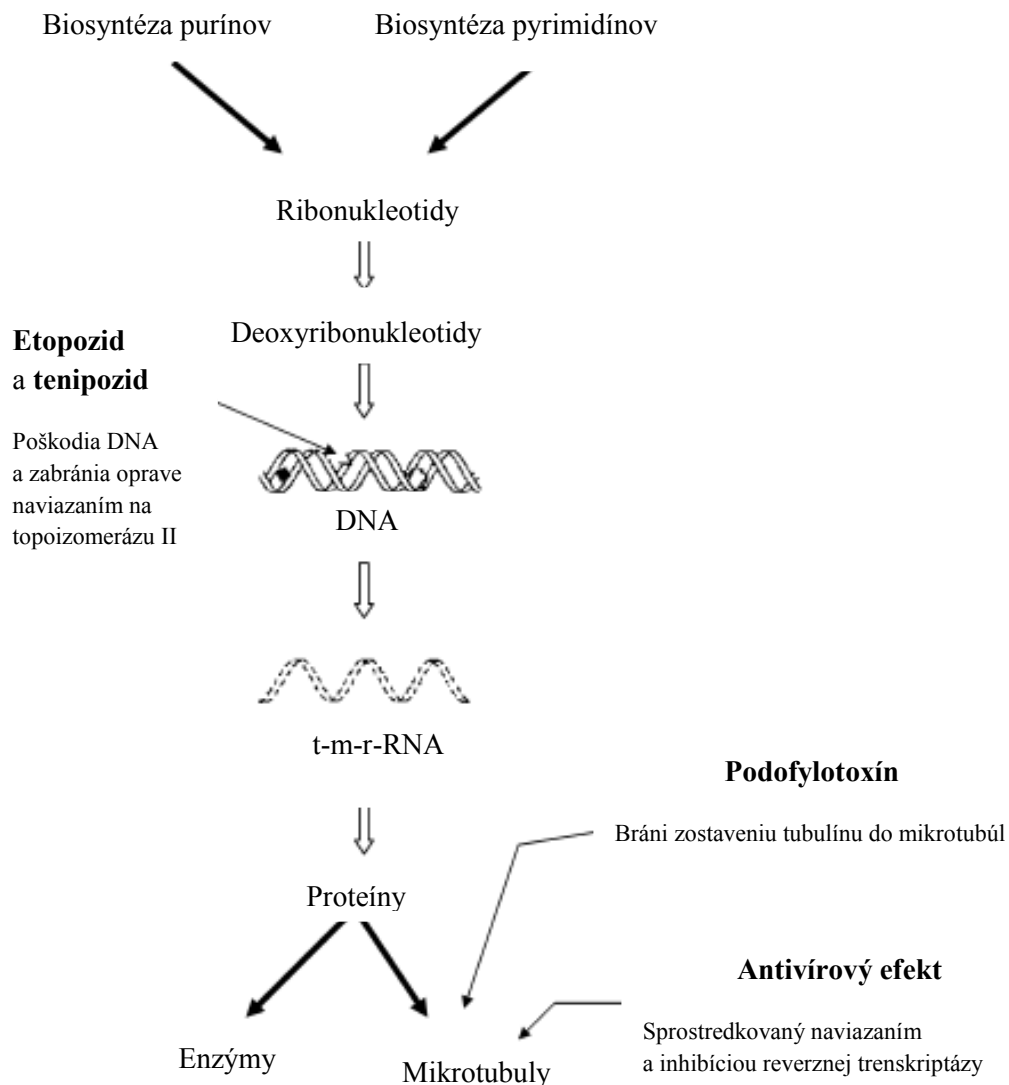 Biosyntéza purínov
Biosyntéza pyrimidínov
Ribonukleotidy
Deoxyribonukleotidy
Etopozid
a tenipozid
Poškodia DNA
a zabránia oprave
naviazaním na
topoizomerázu II
DNA
t-m-r-RNA
Podofylotoxín
Bráni zostaveniu tubulínu do mikrotubúl
Proteíny
Antivírový efekt
Sprostredkovaný naviazaním
a inhibíciou reverznej trenskriptázy
Enzýmy
Mikrotubuly